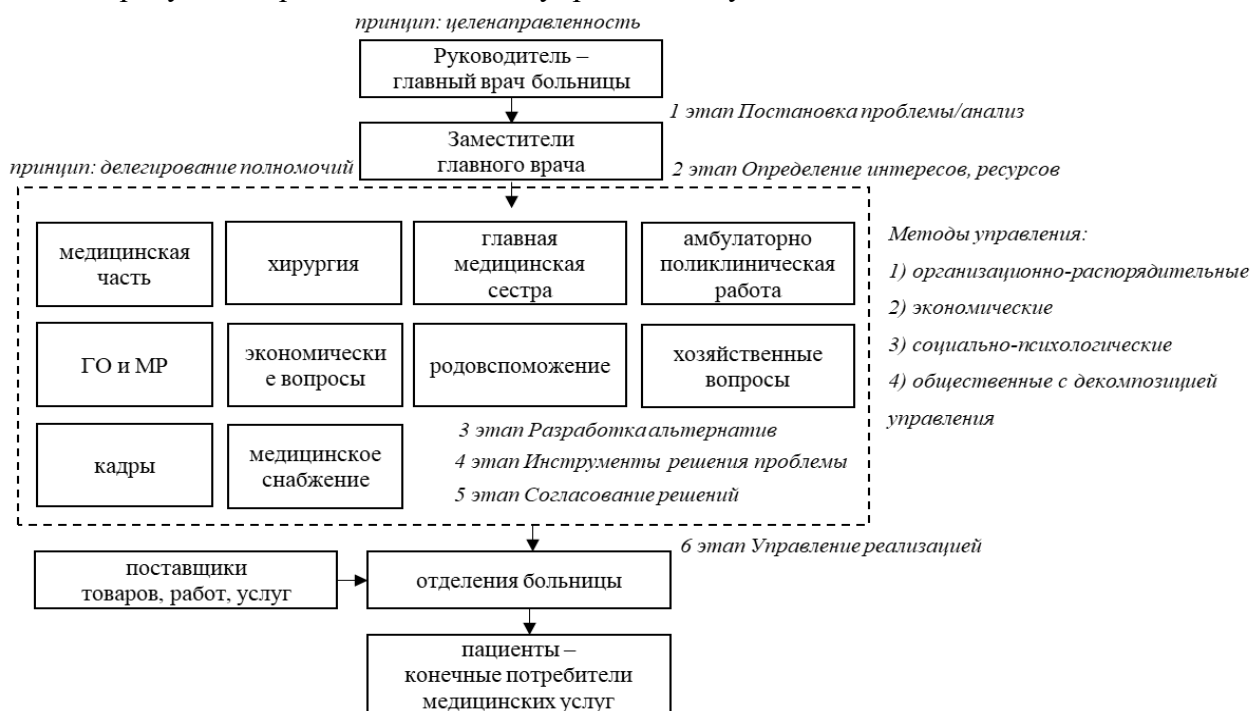 принцип: целенаправленность
Руководитель –
главный врач больницы
1 этап Постановка проблемы/анализ
Заместители
главного врача
принцип: делегирование полномочий
2 этап Определение интересов, ресурсов
медицинская
часть
хирургия
главная
медицинская
сестра
амбулаторно
поликлиническая
работа
ГО и МР
экономически
е вопросы
родовспоможение
хозяйственные
вопросы
кадры
медицинское
снабжение
3 этап Разработка альтернатив
4 этап Инструменты решения проблемы
5 этап Согласование решений
Методы управления:
1) организационно-распорядительные
2) экономические
3) социально-психологические
4) общественные с декомпозицией
управления
6 этап Управление реализацией
поставщики
товаров, работ, услуг
отделения больницы
пациенты –
конечные потребители
медицинских услуг